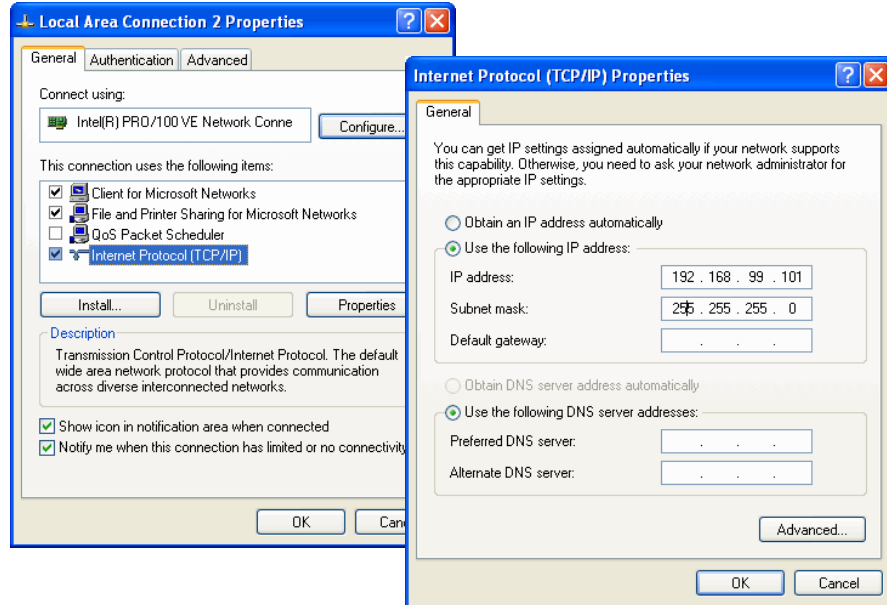 Local Area Connection 2 Properties
General Authentication Advanced
Connect using:
Intel(R) PRO/100 VE Network Conne
Configure...
This connection uses the following items:
Client for Microsoft Networks
File and Printer Sharing for Microsoft Networks
QoS Packet Scheduler
Internet Protocol (TCP/IP)
Install... Uninstall Properties
Description
Transmission Control Protocol/Internet Protocol. The default
wide area network protocol that provides communication
across diverse interconnected networks.
Show icon in notification area when connected
Notify me when this connection has limited or no connectivity
OK Can
Internet Protocol (TCP/IP) Properties
General
You can get IP settings assigned automatically if your network supports
this capability. Otherwise, you need to ask your network administrator for
the appropriate IP settings.
Obtain an IP address automatically
Use the following IP address:
IP address: 192 . 168 . 99 . 101
Subnet mask: 255 . 255 . 255 . 0
Default gateway: . . .
Obtain DNS server address automatically
Use the following DNS server addresses:
Preferred DNS server: . . .
Alternate DNS server: . . .
Advanced...
OK Cancel